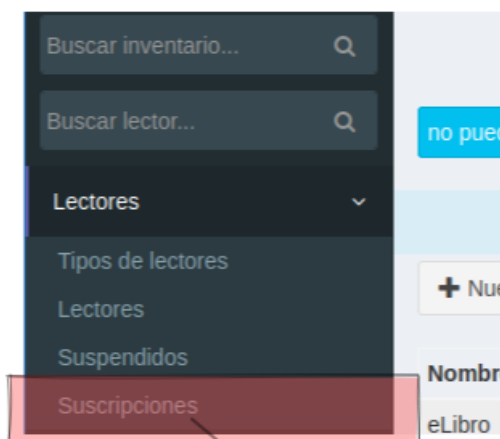 Buscar inventario...
Buscar lector...
no pue
Lectores
Tipos de lectores
Nue
Lectores
Suspendidos
Nombr
Suscripciones
eLibro